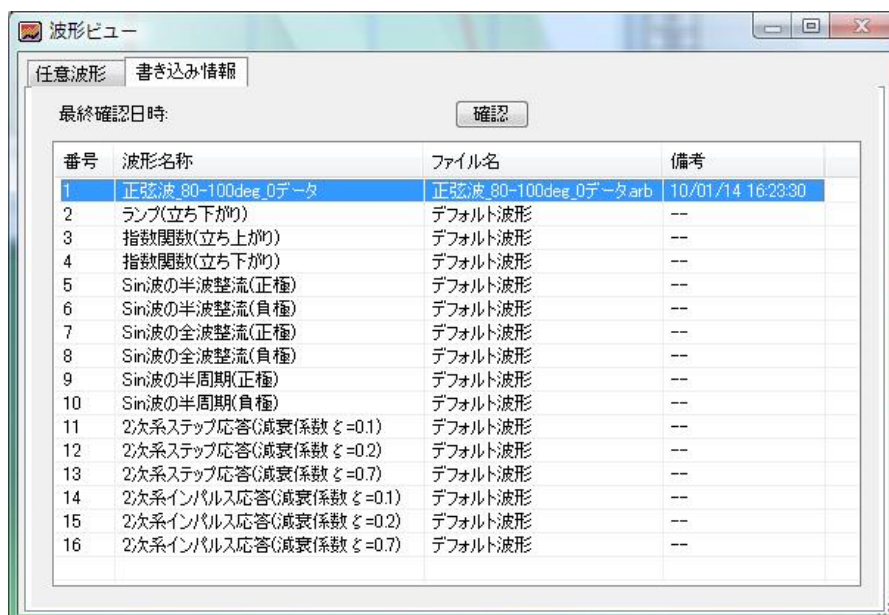 波形ビュー
任意波形 書き込み情報
最終確認日時: 確認
番号 波形名称 ファイル名 備考
1 正弦波_80-100deg_0データ 正弦波_80-100deg_0データ.arb 10/01/14 16:23:30
2 ランプ(立ち下がり) デフォルト波形 --
3 指数関数(立ち上がり) デフォルト波形 --
4 指数関数(立ち下がり) デフォルト波形 --
5 Sin波の半波整流(正極) デフォルト波形 --
6 Sin波の半波整流(負極) デフォルト波形 --
7 Sin波の全波整流(正極) デフォルト波形 --
8 Sin波の全波整流(負極) デフォルト波形 --
9 Sin波の半周期(正極) デフォルト波形 --
10 Sin波の半周期(負極) デフォルト波形 --
11 2次系ステップ応答(減衰係数ζ=0.1) デフォルト波形 --
12 2次系ステップ応答(減衰係数ζ=0.2) デフォルト波形 --
13 2次系ステップ応答(減衰係数ζ=0.7) デフォルト波形 --
14 2次系インパルス応答(減衰係数ζ=0.1) デフォルト波形 --
15 2次系インパルス応答(減衰係数ζ=0.2) デフォルト波形 --
16 2次系インパルス応答(減衰係数ζ=0.7) デフォルト波形 --